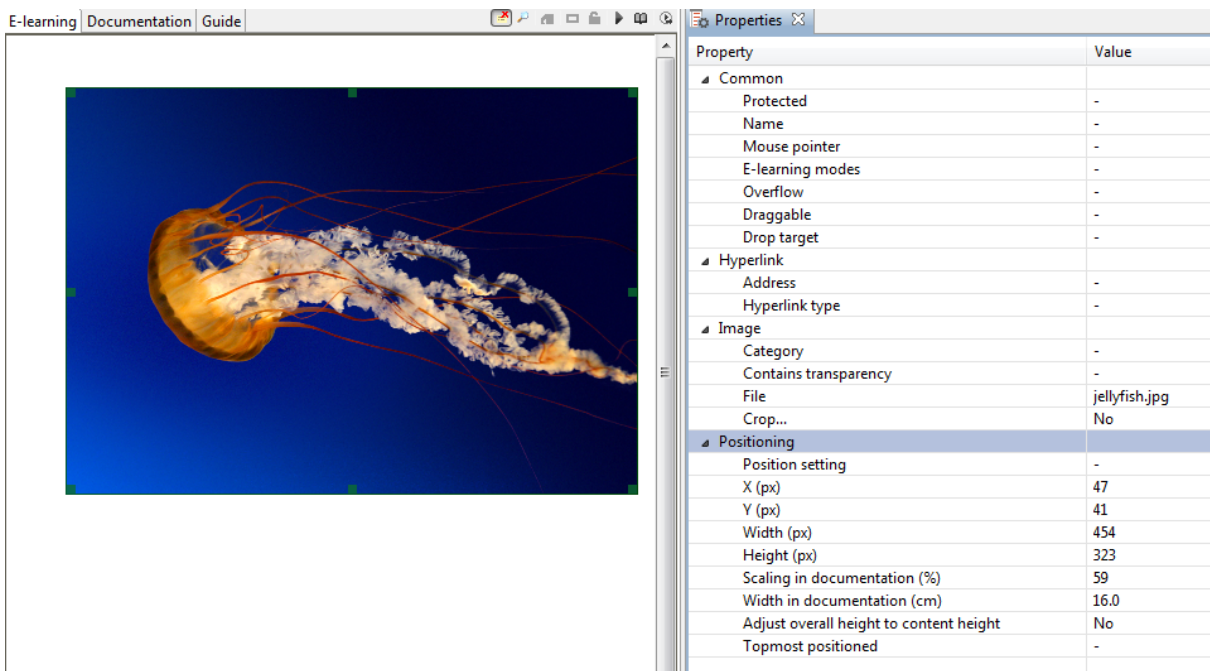 E-learning Documentation Guide
Properties
Property Value
Common
Protected -
Name -
Mouse pointer -
E-learning modes -
Overflow -
Draggable -
Drop target -
Hyperlink
Address -
Hyperlink type -
Image
Category -
Contains transparency -
File jellyfish.jpg
Crop... No
Positioning
Position setting -
X (px) 47
Y (px) 41
Width (px) 454
Height (px) 323
Scaling in documentation (%) 59
Width in documentation (cm) 16.0
Adjust overall height to content height No
Topmost positioned -